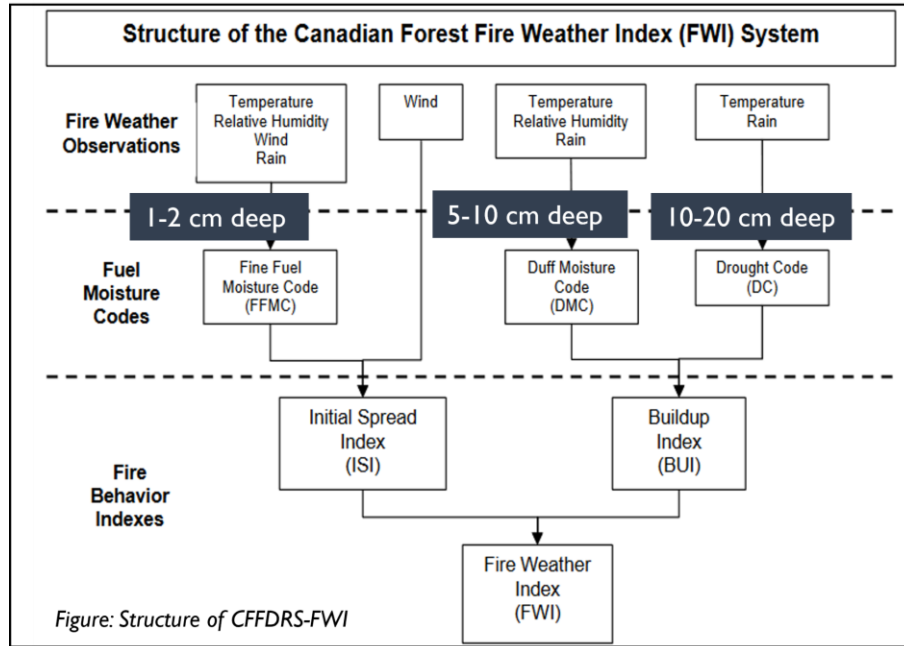 Structure of the Canadian Forest Fire Weather Index (FWI) System
Fire Weather
Observations
Temperature
Relative Humidity
Wind
Rain
Wind
Temperature
Relative Humidity
Rain
Temperature
Rain
1-2 cm deep
5-10 cm deep
10-20 cm deep
Fuel
Moisture
Codes
Fine Fuel
Moisture Code
(FFMC)
Duff Moisture
Code
(DMC)
Drought Code
(DC)
Fire
Behavior
Indexes
Initial Spread
Index
(ISI)
Buildup
Index
(BUI)
Fire Weather
Index
(FWI)
Figure: Structure of CFFDRS-FWI